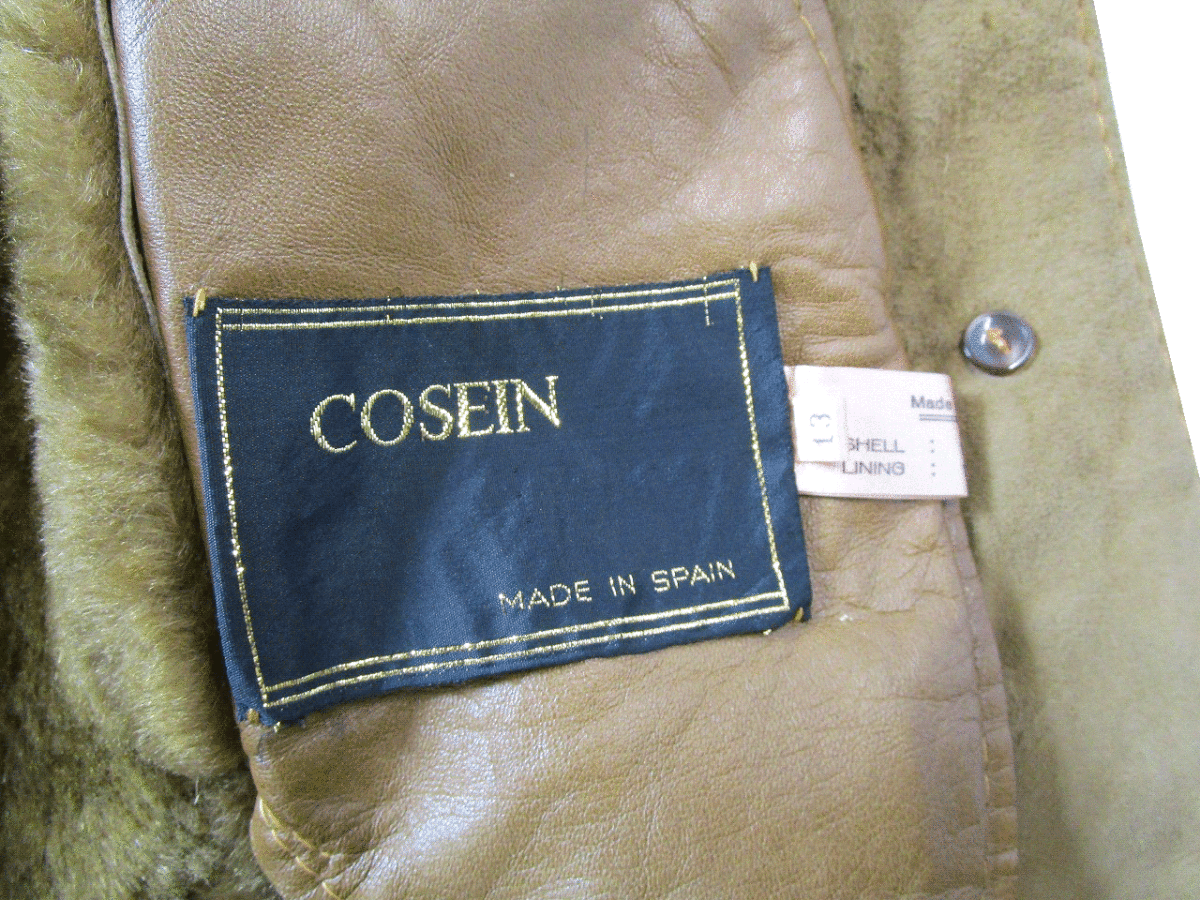 COSEIN
MADE IN SPAIN
13
Made
SHELL :
LINING :